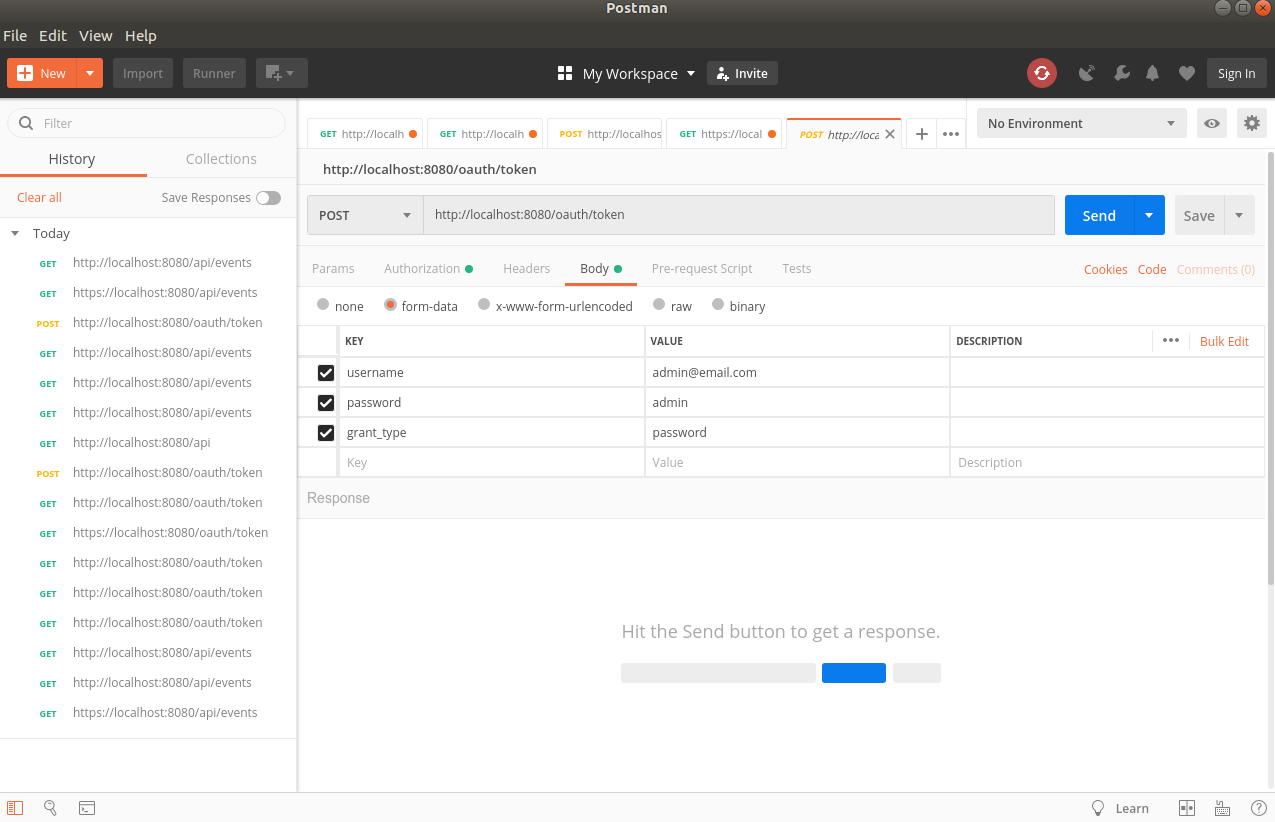 Postman
File Edit View Help
New Import Runner My Workspace Invite Sign In
Filter
History Collections
Clear all Save Responses
Today
GET http://localhost:8080/api/events
GET https://localhost:8080/api/events
POST http://localhost:8080/oauth/token
GET http://localhost:8080/api/events
GET http://localhost:8080/api/events
GET http://localhost:8080/api/events
GET http://localhost:8080/api
POST http://localhost:8080/oauth/token
GET http://localhost:8080/oauth/token
GET https://localhost:8080/oauth/token
GET http://localhost:8080/oauth/token
GET http://localhost:8080/oauth/token
GET http://localhost:8080/oauth/token
GET http://localhost:8080/api/events
GET http://localhost:8080/api/events
GET https://localhost:8080/api/events
GET http://localh GET http://localh POST http://localhos GET https://local POST http://loca
No Environment
http://localhost:8080/oauth/token
POST http://localhost:8080/oauth/token Send Save
Params Authorization Headers Body Pre-request Script Tests Cookies Code Comments (0)
none form-data x-www-form-urlencoded raw binary
KEY VALUE DESCRIPTION ••• Bulk Edit
username admin@email.com
password admin
grant_type password
Key Value Description
Response
Hit the Send button to get a response.
Learn